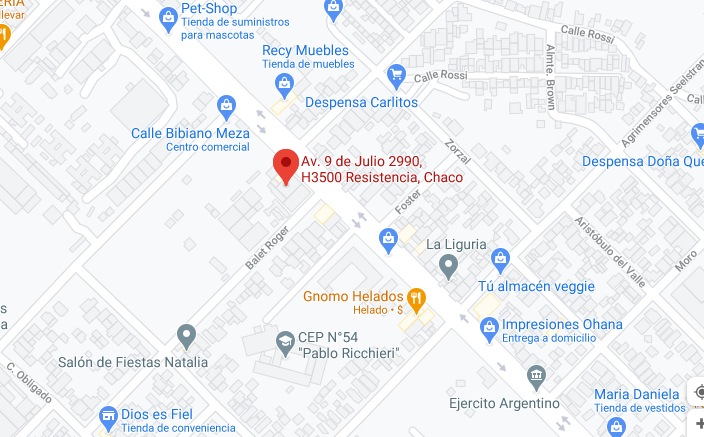 Pet-Shop
Tienda de suministros
para mascotas
llevar
Recy Muebles
Tienda de muebles
Calle Rossi
Calle Rossi
Almte. Brown
Agrimensores Seelstran
Despensa Carlitos
Calle Bibiano Meza
Centro comercial
Zorzal
Despensa Doña Que
Av. 9 de Julio 2990,
H3500 Resistencia, Chaco
Foster
Balet Roger
La Liguria
Aristóbulo del Valle
Moro
Tú almacén veggie
Gnomo Helados
Helado • $
Impresiones Ohana
Entrega a domicilio
CEP N°54
"Pablo Ricchieri"
Salón de Fiestas Natalia
C. Obligado
Ejercito Argentino
Maria Daniela
Tienda de vestidos
Dios es Fiel
Tienda de conveniencia